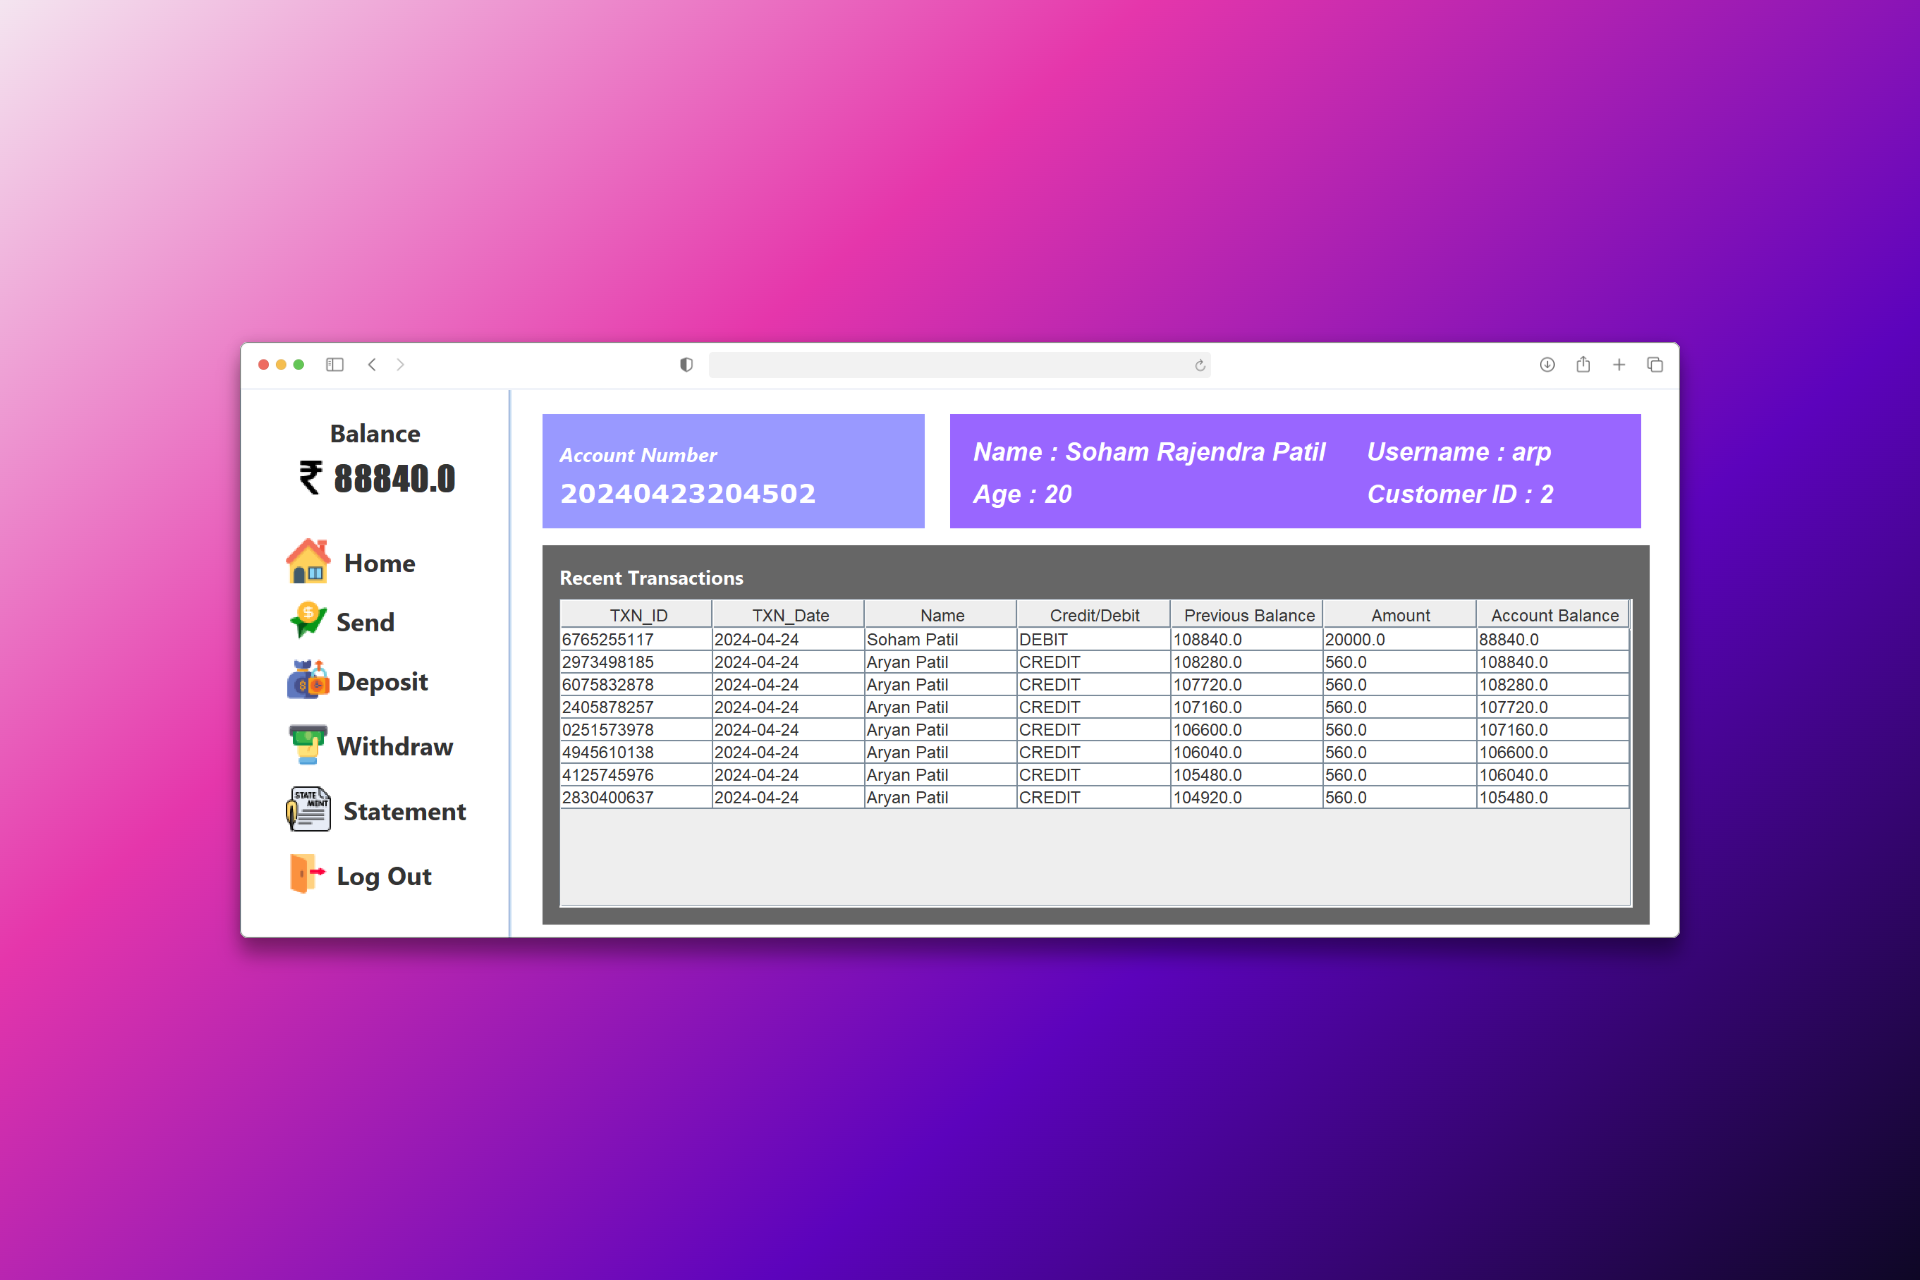 Balance
₹ 88840.0
Home
Send
Deposit
Withdraw
STATE
MENT
Statement
Log Out
Account Number
20240423204502
Name : Soham Rajendra Patil Username : arp
Age : 20 Customer ID : 2
Recent Transactions
TXN_ID TXN_Date Name Credit/Debit Previous Balance Amount Account Balance
6765255117 2024-04-24 Soham Patil DEBIT 108840.0 20000.0 88840.0
2973498185 2024-04-24 Aryan Patil CREDIT 108280.0 560.0 108840.0
6075832878 2024-04-24 Aryan Patil CREDIT 107720.0 560.0 108280.0
2405878257 2024-04-24 Aryan Patil CREDIT 107160.0 560.0 107720.0
0251573978 2024-04-24 Aryan Patil CREDIT 106600.0 560.0 107160.0
4945610138 2024-04-24 Aryan Patil CREDIT 106040.0 560.0 106600.0
4125745976 2024-04-24 Aryan Patil CREDIT 105480.0 560.0 106040.0
2830400637 2024-04-24 Aryan Patil CREDIT 104920.0 560.0 105480.0